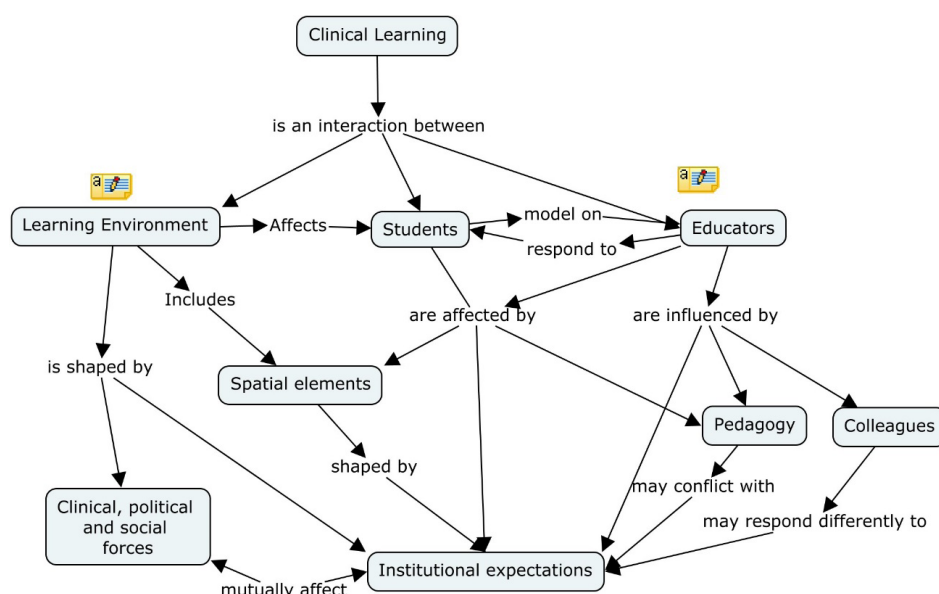 Clinical Learning
is an interaction between
a
a
Learning Environment
Affects
Students
model on
respond to
Educators
Includes
are affected by
are influenced by
is shaped by
Spatial elements
Pedagogy
Colleagues
shaped by
may conflict with
Clinical, political
and social
forces
may respond differently to
Institutional expectations
mutually affect